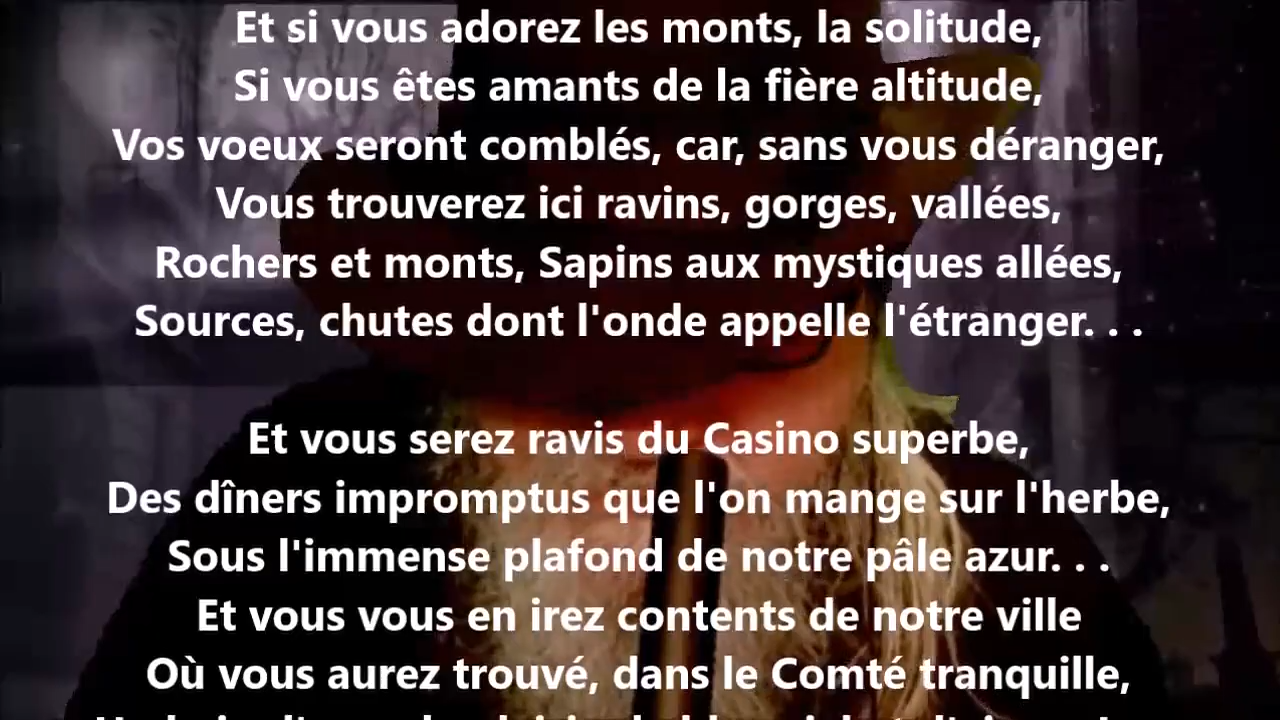 Et si vous adorez les monts, la solitude,
Si vous êtes amants de la fière altitude,
Vos voeux seront comblés, car, sans vous déranger,
Vous trouverez ici ravins, gorges, vallées,
Rochers et monts, Sapins aux mystiques allées,
Sources, chutes dont l'onde appelle l'étranger. . .
Et vous serez ravis du Casino superbe,
Des dîners impromptus que l'on mange sur l'herbe,
Sous l'immense plafond de notre pâle azur. . .
Et vous vous en irez contents de notre ville
Où vous aurez trouvé, dans le Comté tranquille,